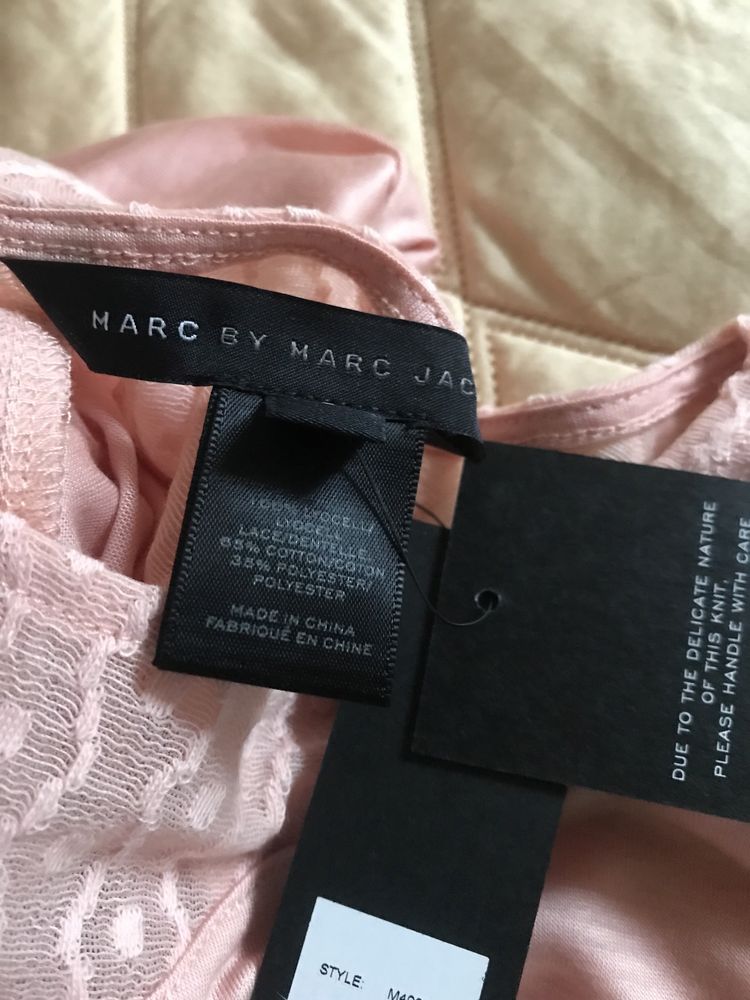 MARC BY MARC JAC
100% LYOCELL/
LYOCELL
LACE/DENTELLE
65% COTTON/COTON
35% POLYESTER/
POLYESTER
MADE IN CHINA
FABRIQUÉ EN CHINE
DUE TO THE DELICATE NATURE
OF THIS KNIT,
PLEASE HANDLE WITH CARE
STYLE: M40